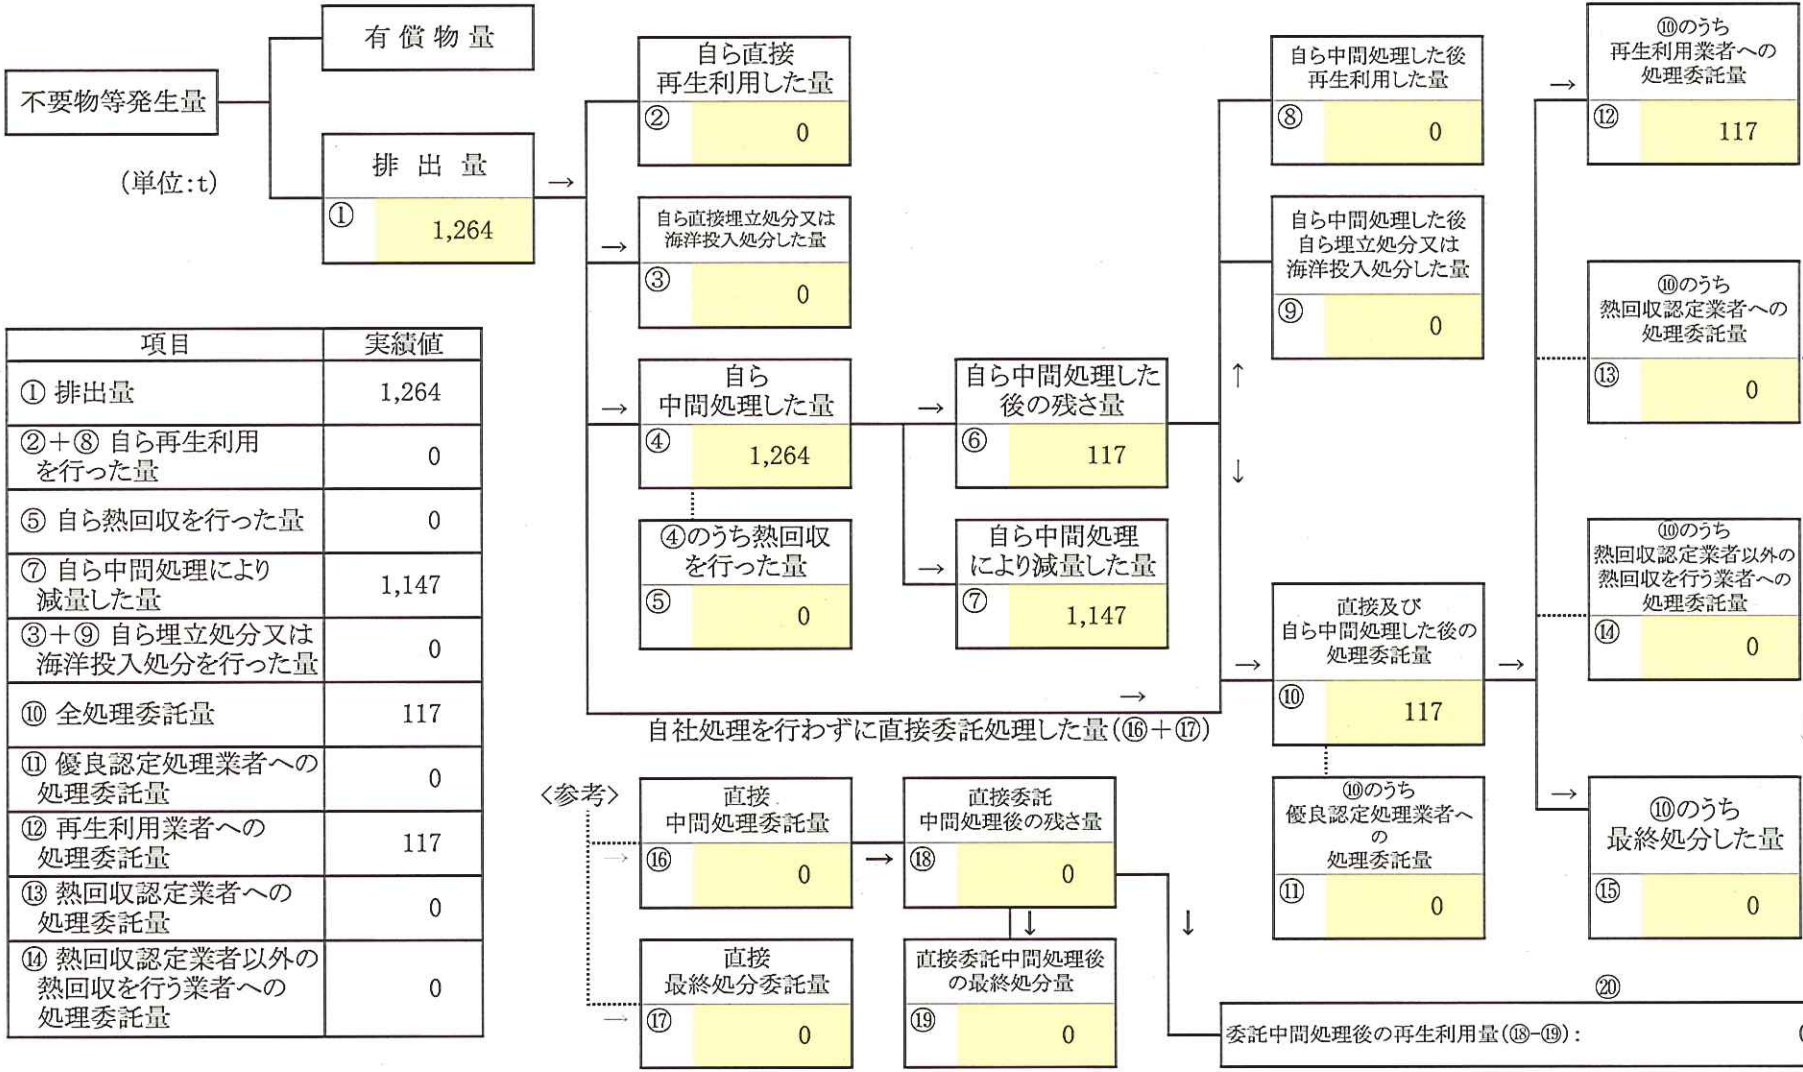 有償物量
不要物等発生量
(単位:t)
排出量
①
1,264
→
自ら直接
再生利用した量
②
0
→
自ら直接埋立処分又は
海洋投入処分した量
③
0
→
自ら
中間処理した量
④
1,264
④のうち熱回収
を行った量
⑤
0
→
自ら中間処理した
後の残さ量
⑥
117
→
自ら中間処理
により減量した量
⑦
1,147
→
自社処理を行わずに直接委託処理した量(⑯+⑰)
↑
↓
自ら中間処理した後
再生利用した量
⑧
0
自ら中間処理した後
自ら埋立処分又は
海洋投入処分した量
⑨
0
→
直接及び
自ら中間処理した後の
処理委託量
⑩
117
→
⑩のうち
優良認定処理業者へ
の
処理委託量
⑪
0
→
⑩のうち
再生利用業者への
処理委託量
⑫
117
⑩のうち
熱回収認定業者への
処理委託量
⑬
0
⑩のうち
熱回収認定業者以外の
熱回収を行う業者への
処理委託量
⑭
0
→
⑩のうち
最終処分した量
⑮
0
項目 実績値
① 排出量 1,264
②+⑧ 自ら再生利用
を行った量 0
⑤ 自ら熱回収を行った量 0
⑦ 自ら中間処理により
減量した量 1,147
③+⑨ 自ら埋立処分又は
海洋投入処分を行った量 0
⑩ 全処理委託量 117
⑪ 優良認定処理業者への
処理委託量 0
⑫ 再生利用業者への
処理委託量 117
⑬ 熱回収認定業者への
処理委託量 0
⑭ 熱回収認定業者以外の
熱回収を行う業者への
処理委託量 0
<参考>
→
直接
中間処理委託量
⑯
0
→
直接委託
中間処理後の残さ量
⑱
0
→
直接
最終処分委託量
⑰
0
↓
直接委託中間処理後
の最終処分量
⑲
0
↓
⑳
委託中間処理後の再生利用量(⑱-⑲):